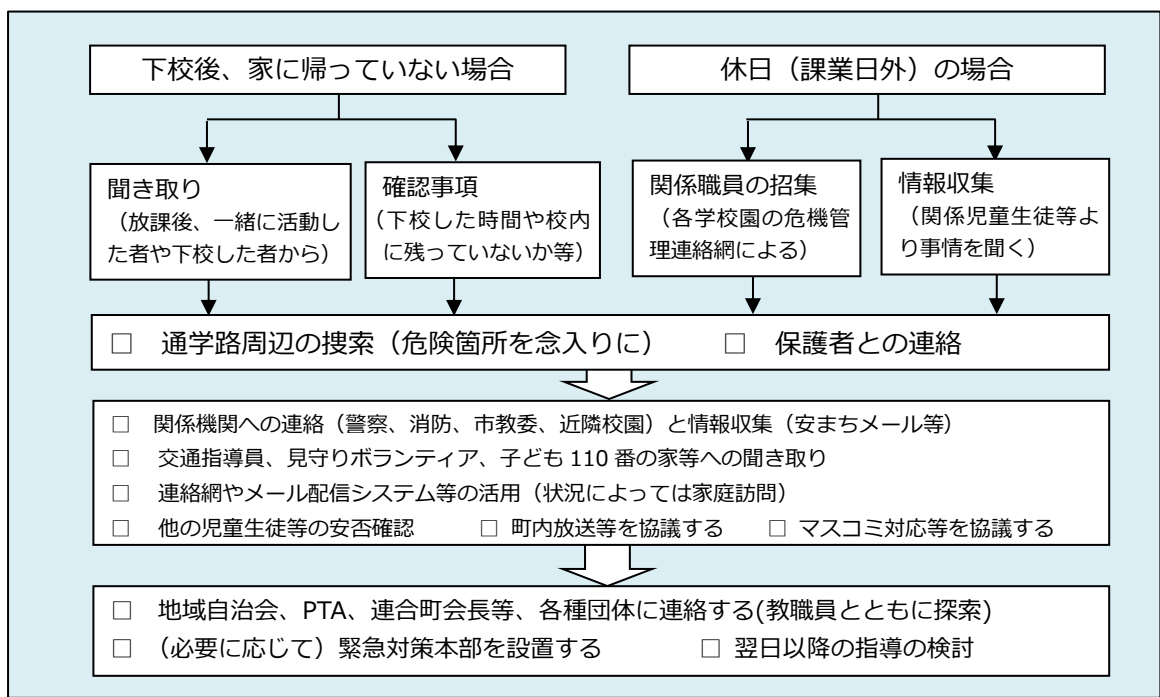 下校後、家に帰っていない場合
休日（課業日外）の場合
聞き取り
（放課後、一緒に活動し
た者や下校した者から）
確認事項
（下校した時間や校内
に残っていないか等）
関係職員の招集
（各学校園の危機管
理連絡網による）
情報収集
（関係児童生徒等よ
り事情を聞く）
□ 通学路周辺の捜索（危険箇所を念入りに） □ 保護者との連絡
□ 関係機関への連絡（警察、消防、市教委、近隣校園）と情報収集（安まちメール等）
□ 交通指導員、見守りボランティア、子ども 110 番の家等への聞き取り
□ 連絡網やメール配信システム等の活用（状況によっては家庭訪問）
□ 他の児童生徒等の安否確認 □ 町内放送等を協議する □ マスコミ対応等を協議する
□ 地域自治会、PTA、連合町会長等、各種団体に連絡する(教職員とともに探索)
□ （必要に応じて）緊急対策本部を設置する □ 翌日以降の指導の検討